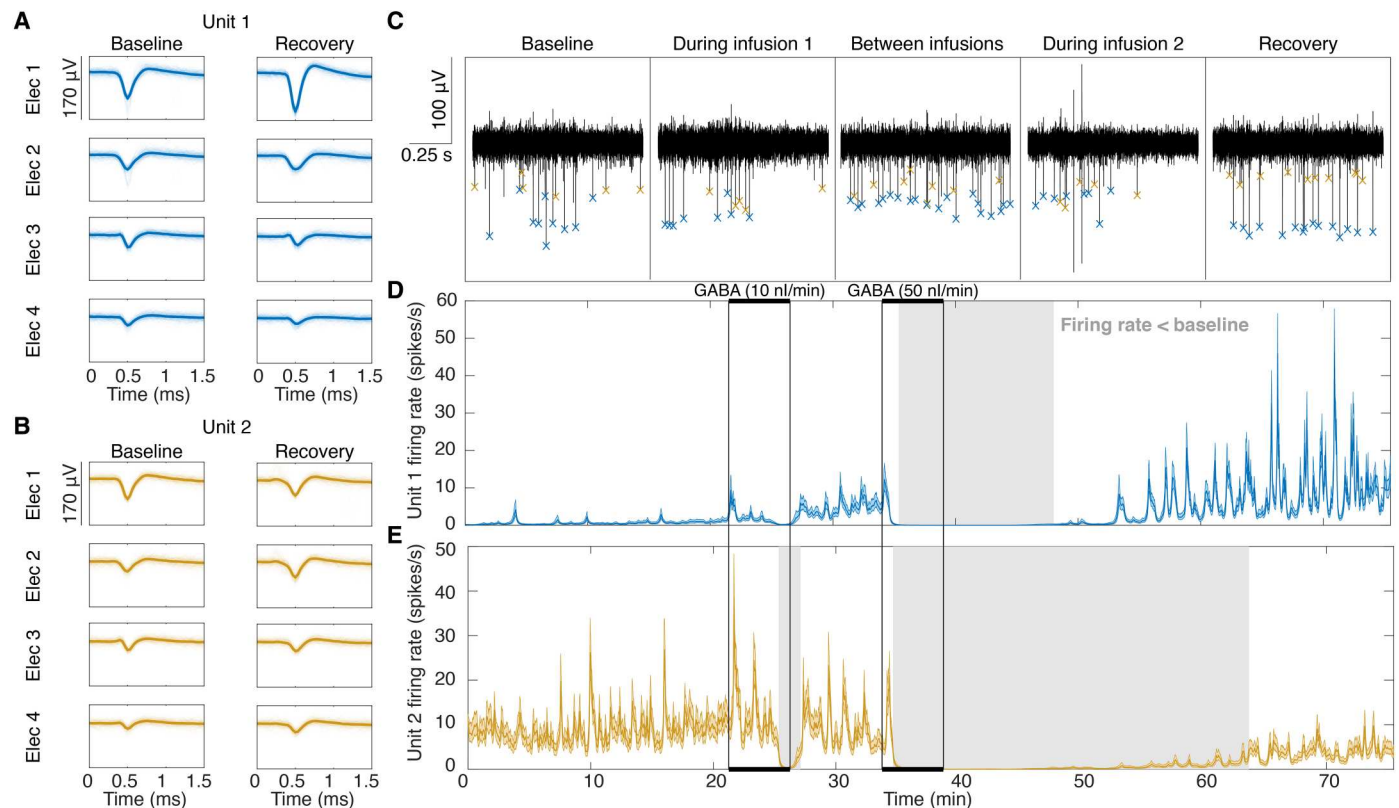 A
Unit 1
Baseline
Recovery
Elec 1
170 µV
Elec 2
Elec 3
Elec 4
0 0.5 1 1.5
Time (ms)
0 0.5 1 1.5
Time (ms)
B
Unit 2
Baseline
Recovery
Elec 1
170 µV
Elec 2
Elec 3
Elec 4
0 0.5 1 1.5
Time (ms)
0 0.5 1 1.5
Time (ms)
C
Baseline
During infusion 1
Between infusions
During infusion 2
Recovery
100 µV
0.25 s
D
GABA (10 nl/min)
GABA (50 nl/min)
Firing rate < baseline
Unit 1 firing rate (spikes/s)
60
50
40
30
20
10
0
E
Unit 2 firing rate (spikes/s)
50
40
30
20
10
0
0 10 20 30 40 50 60 70
Time (min)